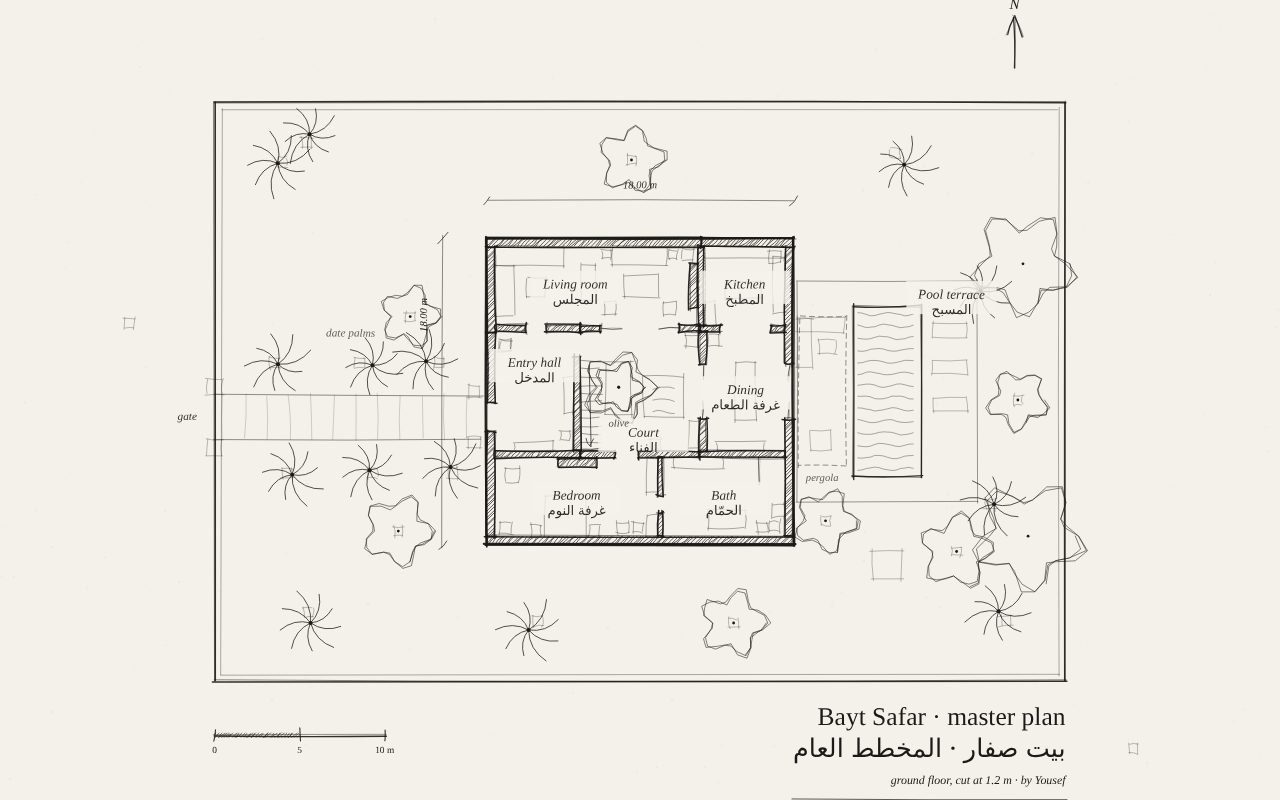 N
18.00 m
18.00 m
Living room
المجلس
Kitchen
المطبخ
Pool terrace
المسبح
date palms
Entry hall
المدخل
Dining
غرفة الطعام
gate
olive
Court
الفناء
pergola
Bedroom
غرفة النوم
Bath
الحمّام
Bayt Safar · master plan
بيت صفار · المخطط العام
ground floor, cut at 1.2 m · by Yousef
0 5 10 m